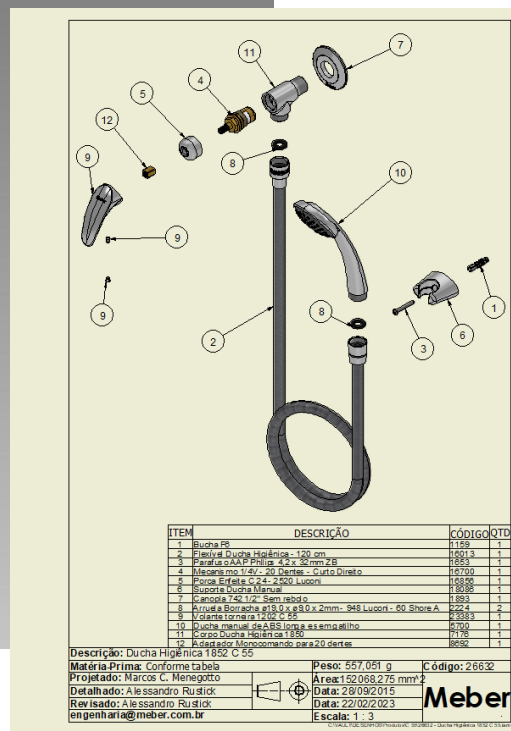 11
7
4
5
12
9
8
10
9
1
8
9
6
2
3
ITEM DESCRIÇÃO CÓDIGO QTD
1 Bucha F6 1159 1
2 Flexível Ducha Higiênica - 120 cm 16013 1
3 Parafuso AAP Philips 4,2 x 32mm ZB 1653 1
4 Mecanismo 1/4V - 20 Dentes - Curto Direito 16700 1
5 Porca Enfeite C 24 - 2520 Luconi 16856 1
6 Suporte Ducha Manual 18086 1
7 Canopla 742 1/2" Sem rebolo 1893 1
8 Arruela Borracha ø19,0 x ø9,0 x 2mm - 948 Luconi - 60 Shore A 2224 2
9 Volante torneira 1202 C 55 23383 1
10 Ducha manual de ABS longa es em gatilho 5700 1
11 Corpo Ducha Higiênica 1850 7176 1
12 Adaptador Monocomando para 20 dentes 8692 1
Descrição: Ducha Higiênica 1852 C 55
Matéria-Prima: Conforme tabela Peso: 557,051 g Código: 26632
Projetado: Marcos C. Menegotto Área: 152068,275 mm^2
Detalhado: Alessandro Rustick Data: 28/09/2015 Meber
Revisado: Alessandro Rustick Data: 22/02/2023
engenharia@meber.com.br Escala: 1 : 3